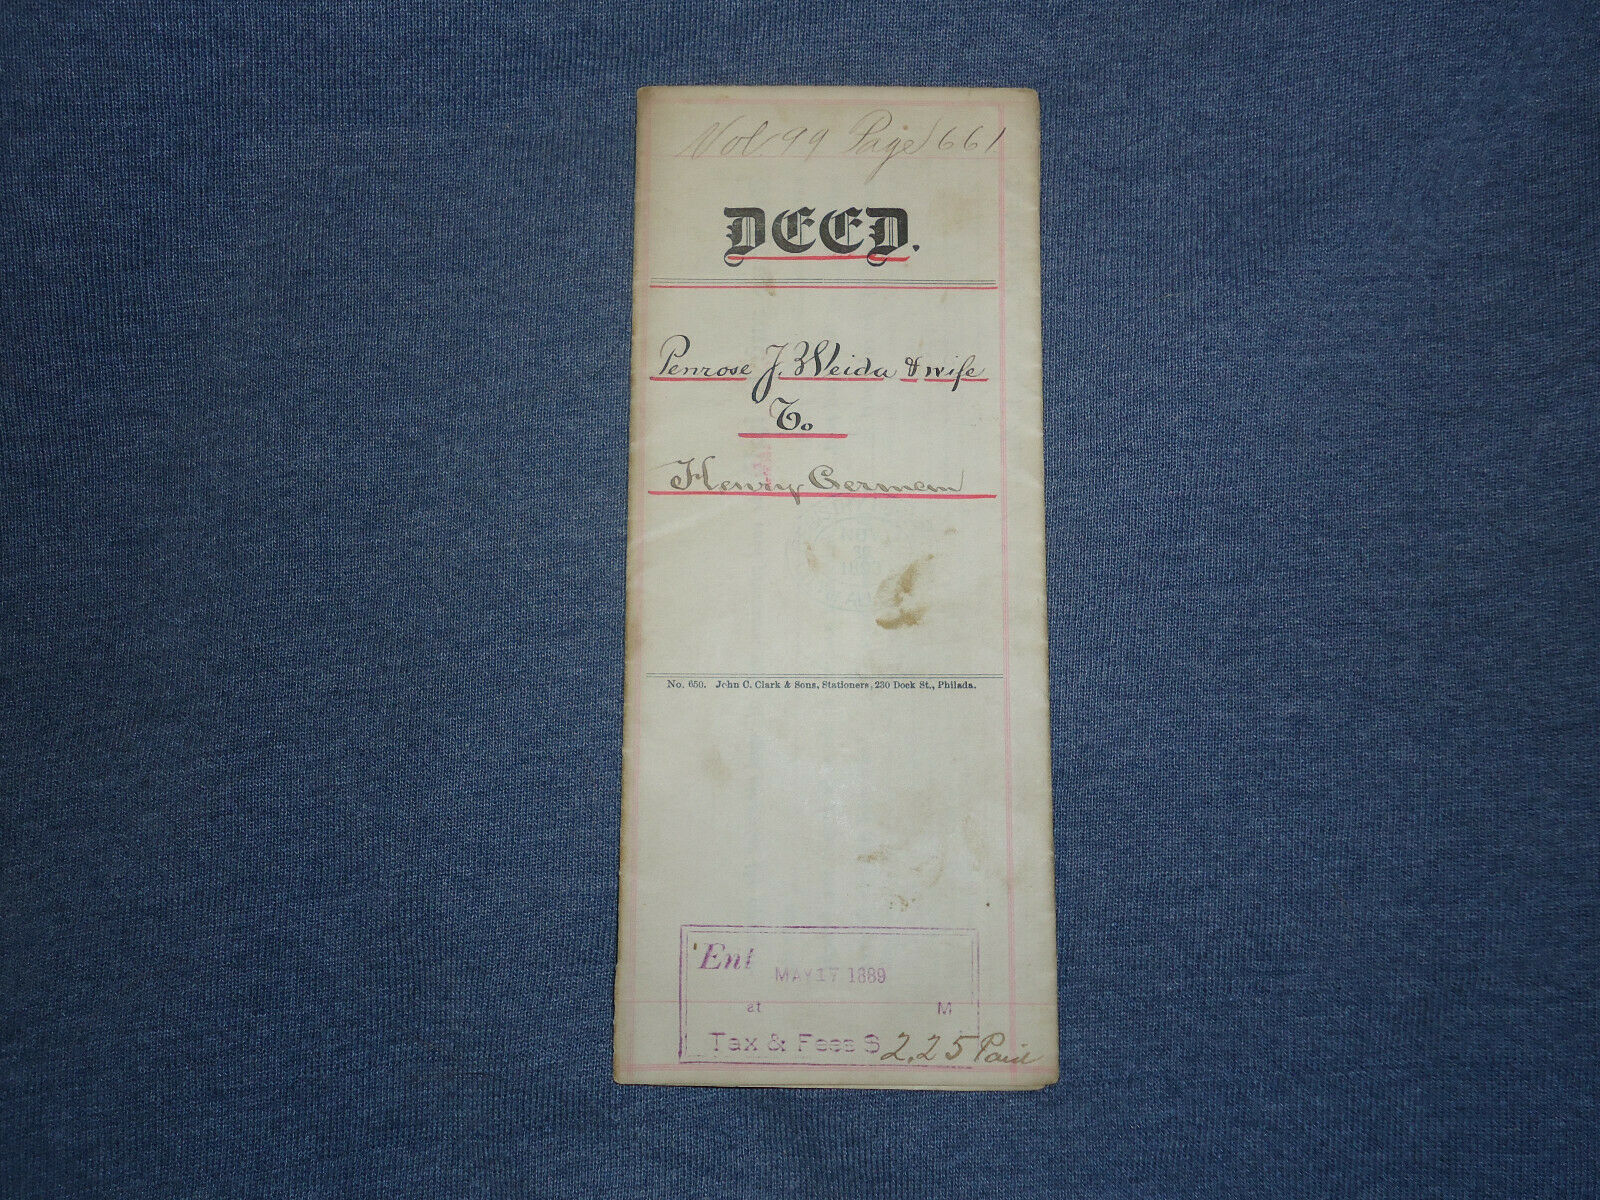 Vol. 99 Page 661
DEED.
Penrose J. Weida & wife
To
Henry Germem
No. 650. John C. Clark & Sons, Stationers, 230 Dock St., Philada.
Ent
MAY 17 1889
at M
Tax & Fees $ 2.25 Paid